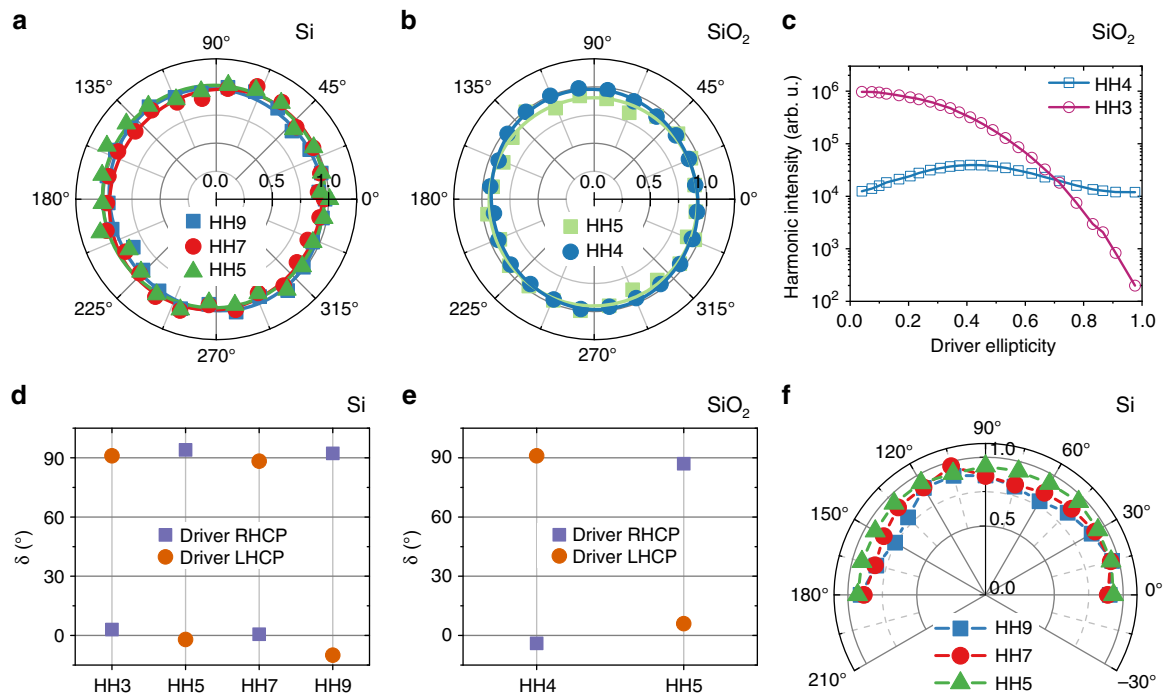 a
Si
90°
135°
45°
180°
0.0
0.5
1.0
0°
HH9
HH7
HH5
225°
315°
270°
b
SiO2
90°
135°
45°
180°
0.0
0.5
1.0
0°
HH5
HH4
225°
315°
270°
c
SiO2
Harmonic intensity (arb. u.)
10^6
10^5
10^4
10^3
10^2
HH4
HH3
0.0 0.2 0.4 0.6 0.8 1.0
Driver ellipticity
d
Si
δ (°)
90
60
30
0
Driver RHCP
Driver LHCP
HH3 HH5 HH7 HH9
e
SiO2
δ (°)
90
60
30
0
Driver RHCP
Driver LHCP
HH4 HH5
f
Si
90°
120°
60°
1.0
150°
30°
0.5
180°
0.0
0°
HH9
HH7
HH5
210°
−30°